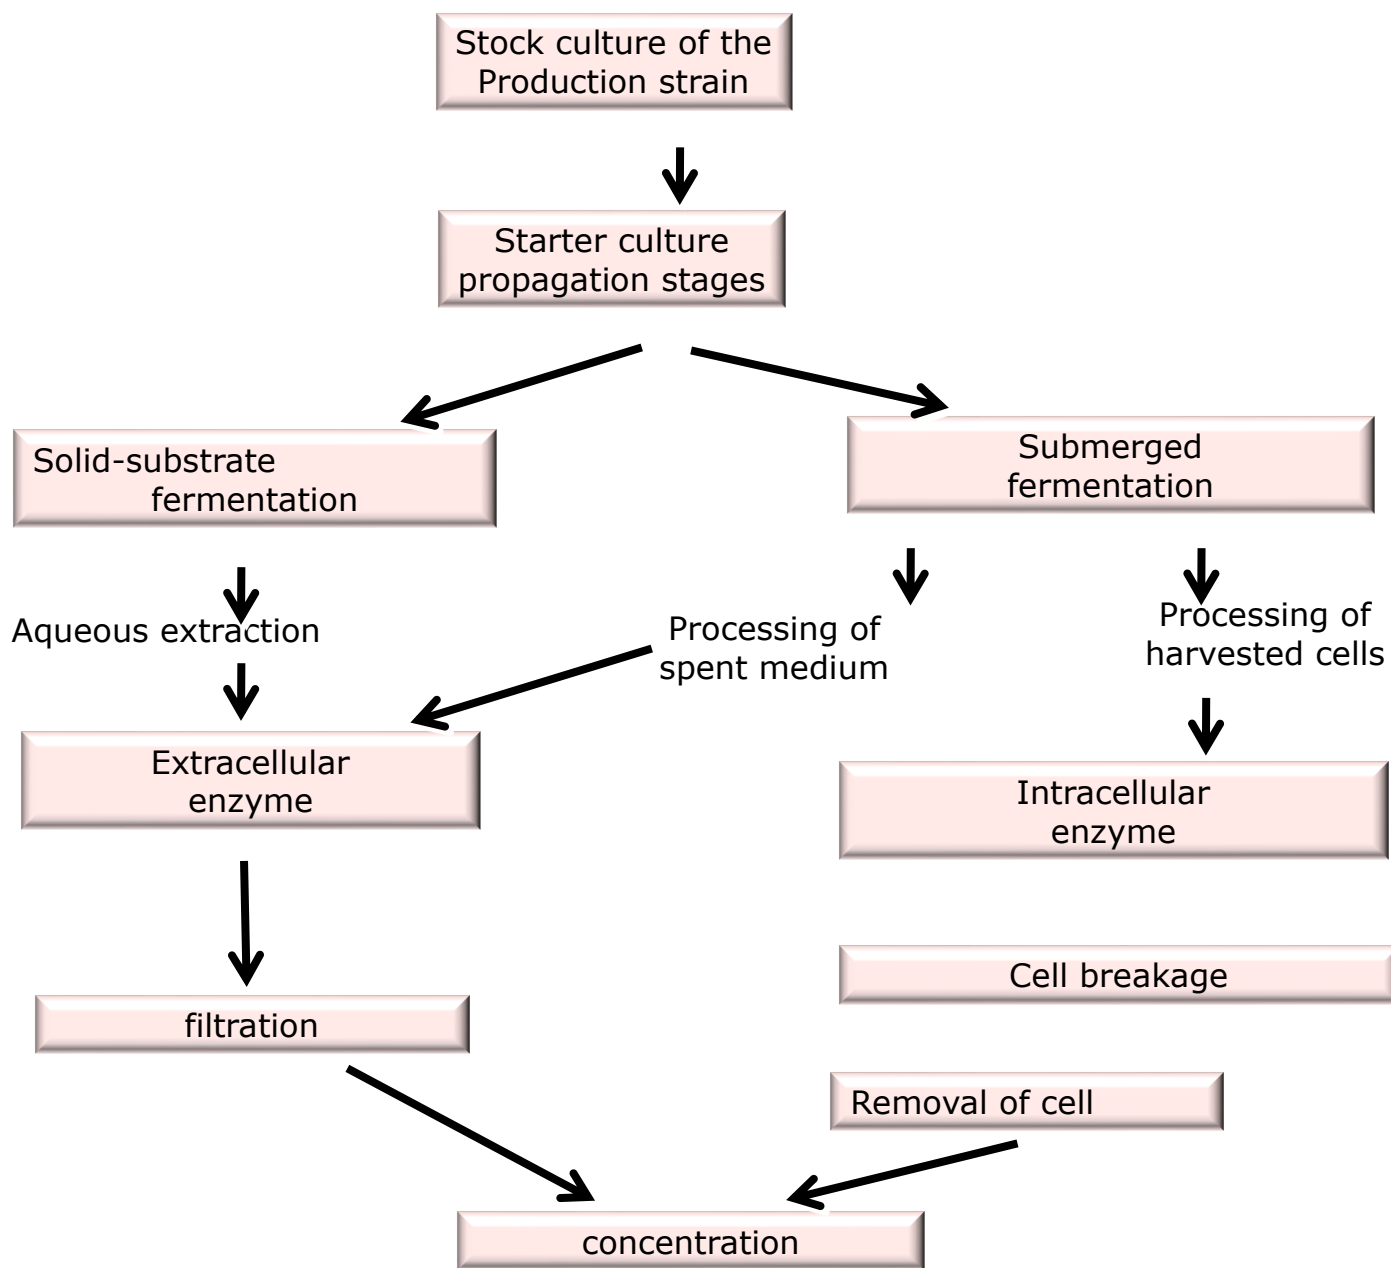 Stock culture of the
Production strain
Starter culture
propagation stages
Solid-substrate
fermentation
Submerged
fermentation
Aqueous extraction
Processing of
spent medium
Processing of
harvested cells
Extracellular
enzyme
Intracellular
enzyme
Cell breakage
filtration
Removal of cell
concentration